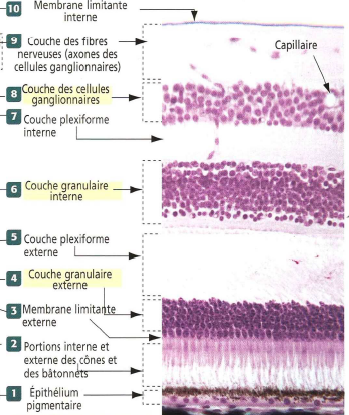 10 Membrane limitante
interne
9 Couche des fibres
nerveuses (axones des
cellules ganglionnaires)
Capillaire
8 Couche des cellules
ganglionnaires
7 Couche plexiforme
interne
6 Couche granulaire
interne
5 Couche plexiforme
externe
4 Couche granulaire
externe
3 Membrane limitante
externe
2 Portions interne et
externe des cônes et
des bâtonnets
1 Épithélium
pigmentaire